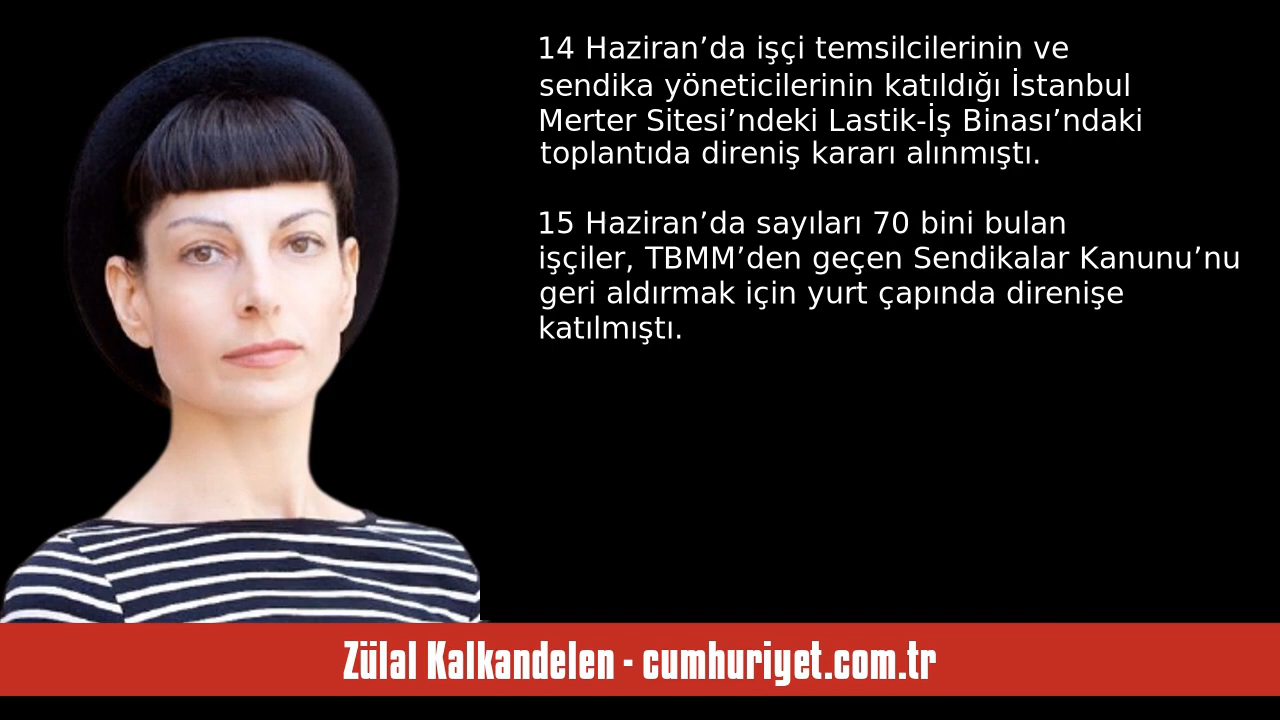 14 Haziran’da işçi temsilcilerinin ve
sendika yöneticilerinin katıldığı İstanbul
Merter Sitesi’ndeki Lastik-İş Binası’ndaki
toplantıda direniş kararı alınmıştı.
15 Haziran’da sayıları 70 bini bulan
işçiler, TBMM’den geçen Sendikalar Kanunu’nu
geri aldırmak için yurt çapında direnişe
katılmıştı.
Zülal Kalkandelen - cumhuriyet.com.tr